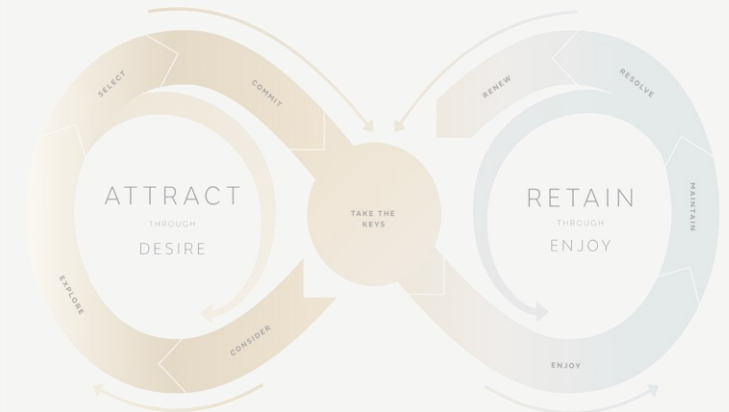 SELECT
COMMIT
RENEW
RESOLVE
ATTRACT
THROUGH
DESIRE
TAKE THE
KEYS
RETAIN
THROUGH
ENJOY
MAINTAIN
EXPLORE
CONSIDER
ENJOY